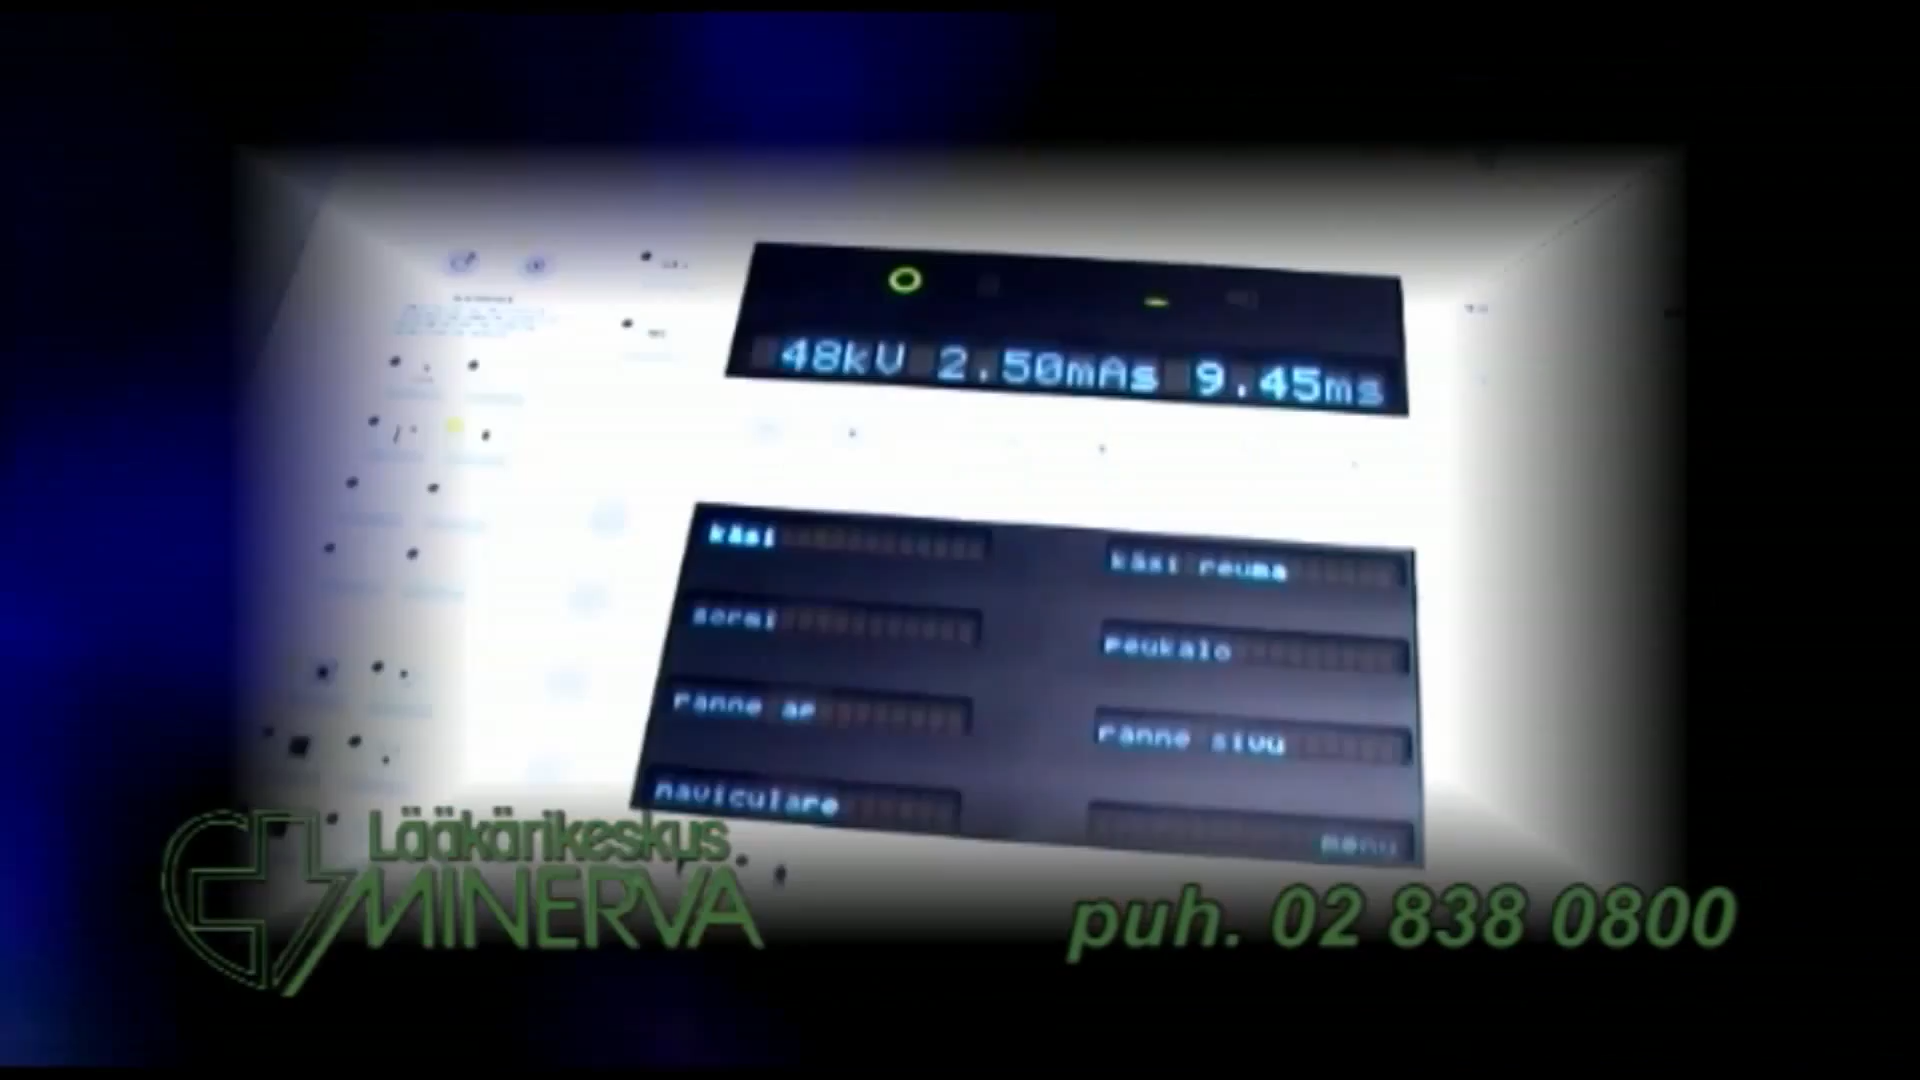 48kV 2.50mAs 9.45ms
käsi
käsi reuma
sormi
peukalo
ranne ap
ranne sivu
naviculare
menu
Lääkärikeskus
MINERVA
puh. 02 838 0800